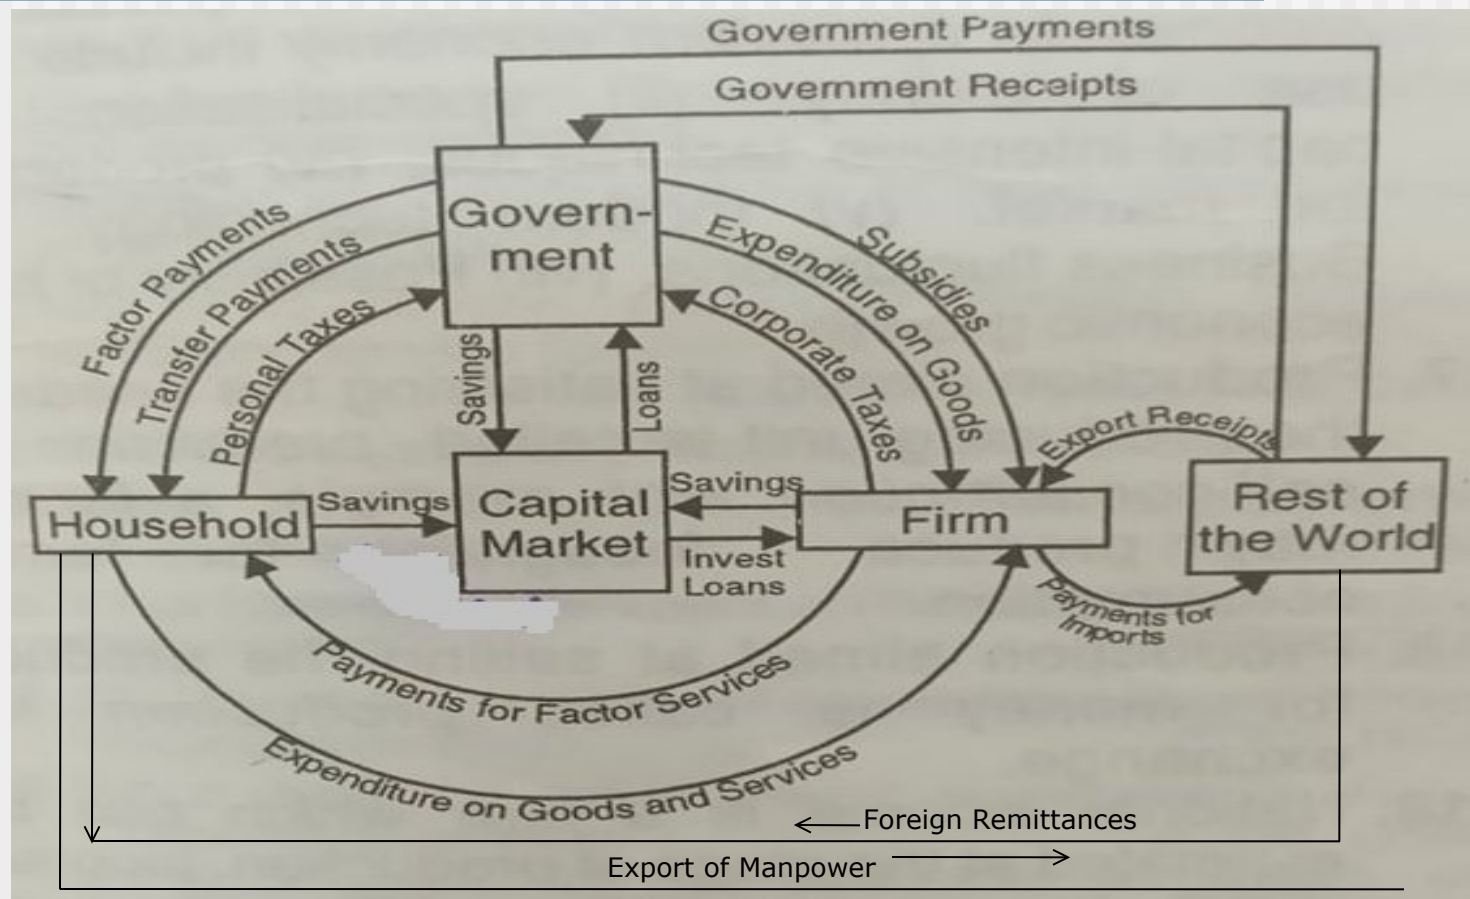 Government Payments
Government Receipts
Govern-
ment
Factor Payments
Transfer Payments
Personal Taxes
Subsidies
Expenditure on Goods
Corporate Taxes
Savings
Loans
Export Receipts
Household
Savings
Capital
Market
Savings
Invest
Loans
Firm
Rest of
the World
Payments for
Imports
Payments for Factor Services
Expenditure on Goods and Services
Foreign Remittances
Export of Manpower